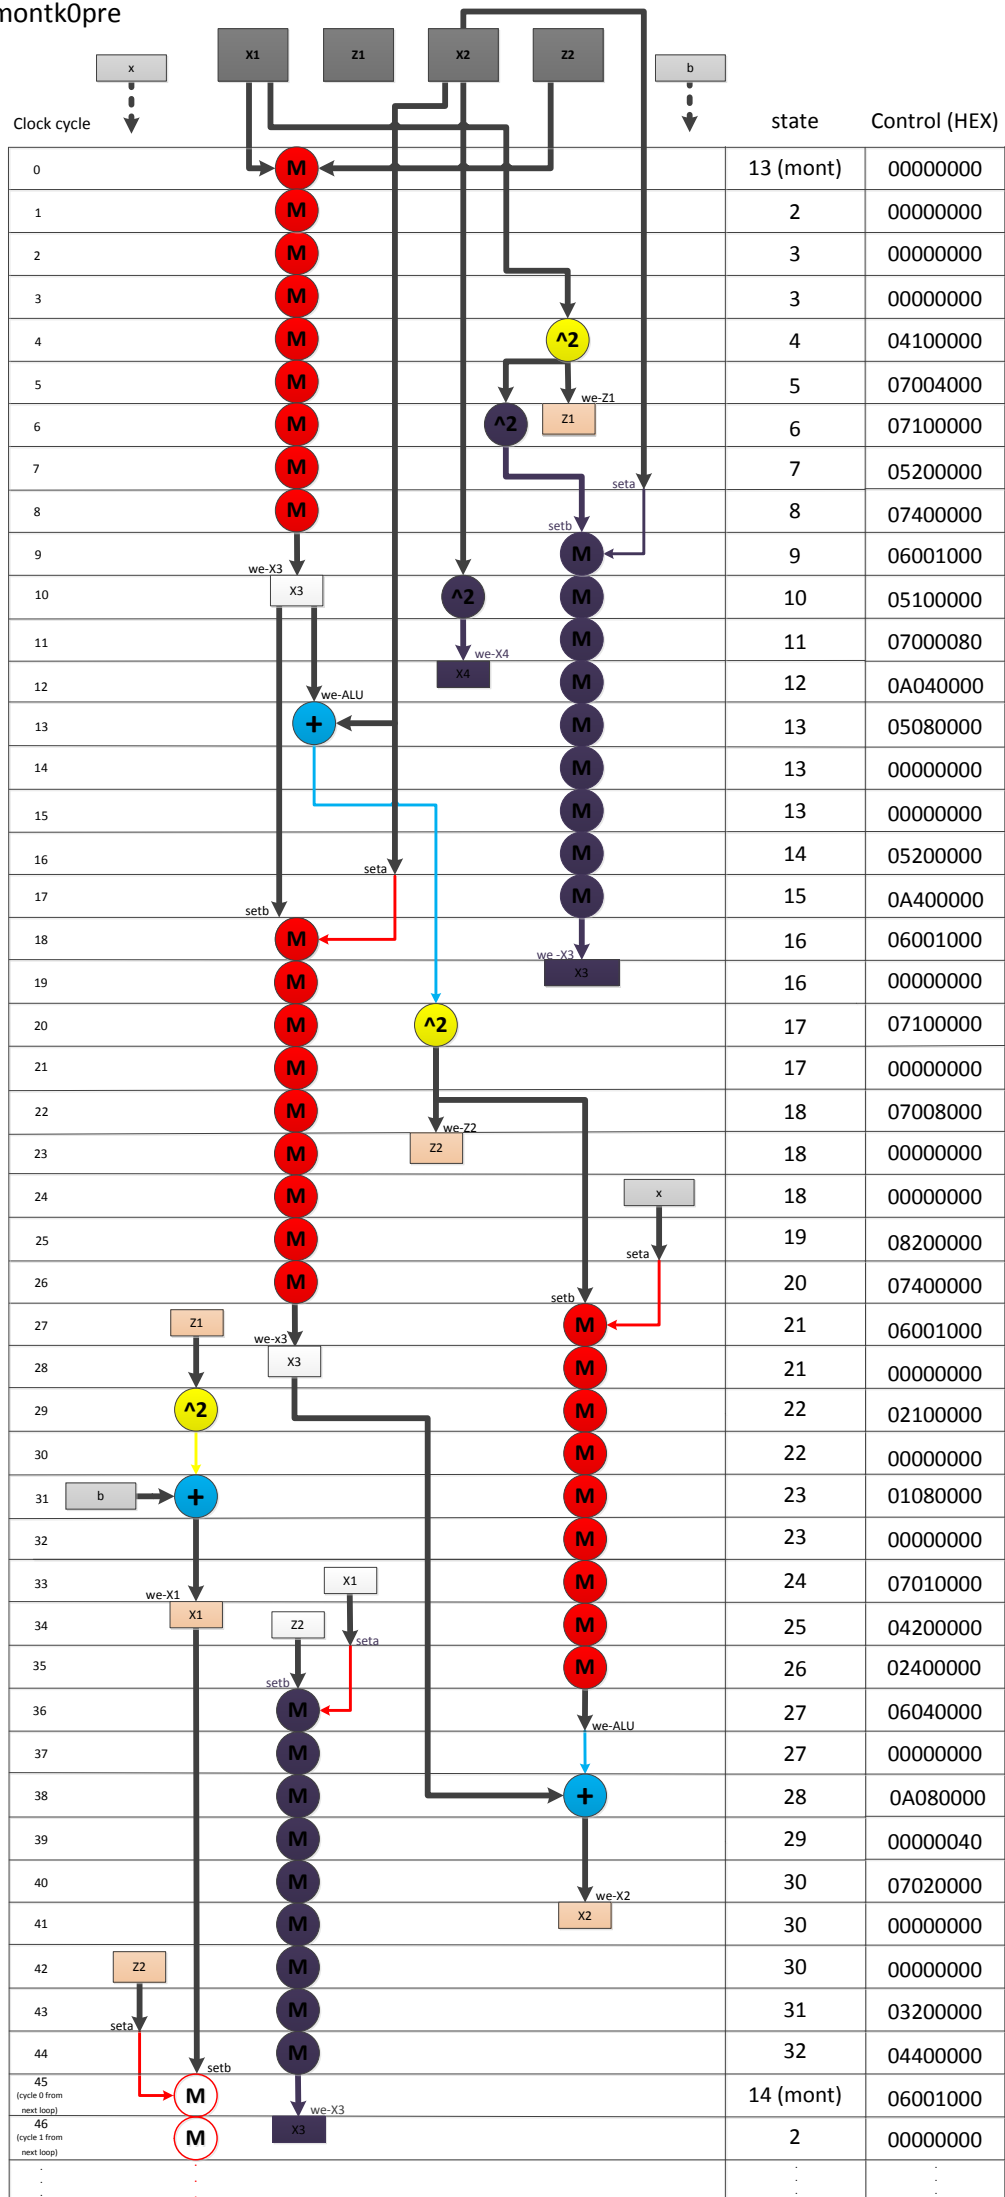 montk0pre
X1 Z1 X2 Z2
x b
Clock cycle state Control (HEX)
0 M 13 (mont) 00000000
1 M 2 00000000
2 M 3 00000000
3 M 3 00000000
4 M ^2 4 04100000
5 M 5 07004000
we-Z1
6 M ^2 Z1 6 07100000
7 M 7 05200000
seta
8 M 8 07400000
setb
9 M 9 06001000
we-X3
10 X3 ^2 M 10 05100000
11 M 11 07000080
we-X4
12 X4 M 12 0A040000
we-ALU
13 + M 13 05080000
14 M 13 00000000
15 M 13 00000000
16 M 14 05200000
seta
17 M 15 0A400000
setb
18 M 16 06001000
we -X3
19 M X3 16 00000000
20 M ^2 17 07100000
21 M 17 00000000
22 M 18 07008000
we-Z2
23 M Z2 18 00000000
24 M x 18 00000000
25 M 19 08200000
seta
26 M 20 07400000
setb
27 Z1 M 21 06001000
we-x3
28 X3 M 21 00000000
29 ^2 M 22 02100000
30 M 22 00000000
31 b + M 23 01080000
32 M 23 00000000
33 X1 M 24 07010000
we-X1
34 X1 Z2 M 25 04200000
seta
35 M 26 02400000
setb
36 M 27 06040000
we-ALU
37 M 27 00000000
38 M + 28 0A080000
39 M 29 00000040
40 M 30 07020000
we-X2
41 M X2 30 00000000
42 Z2 M 30 00000000
43 M 31 03200000
seta
44 M 32 04400000
setb
45 M 14 (mont) 06001000
(cycle 0 from
next loop)
we-X3
46 M X3 2 00000000
(cycle 1 from
next loop)